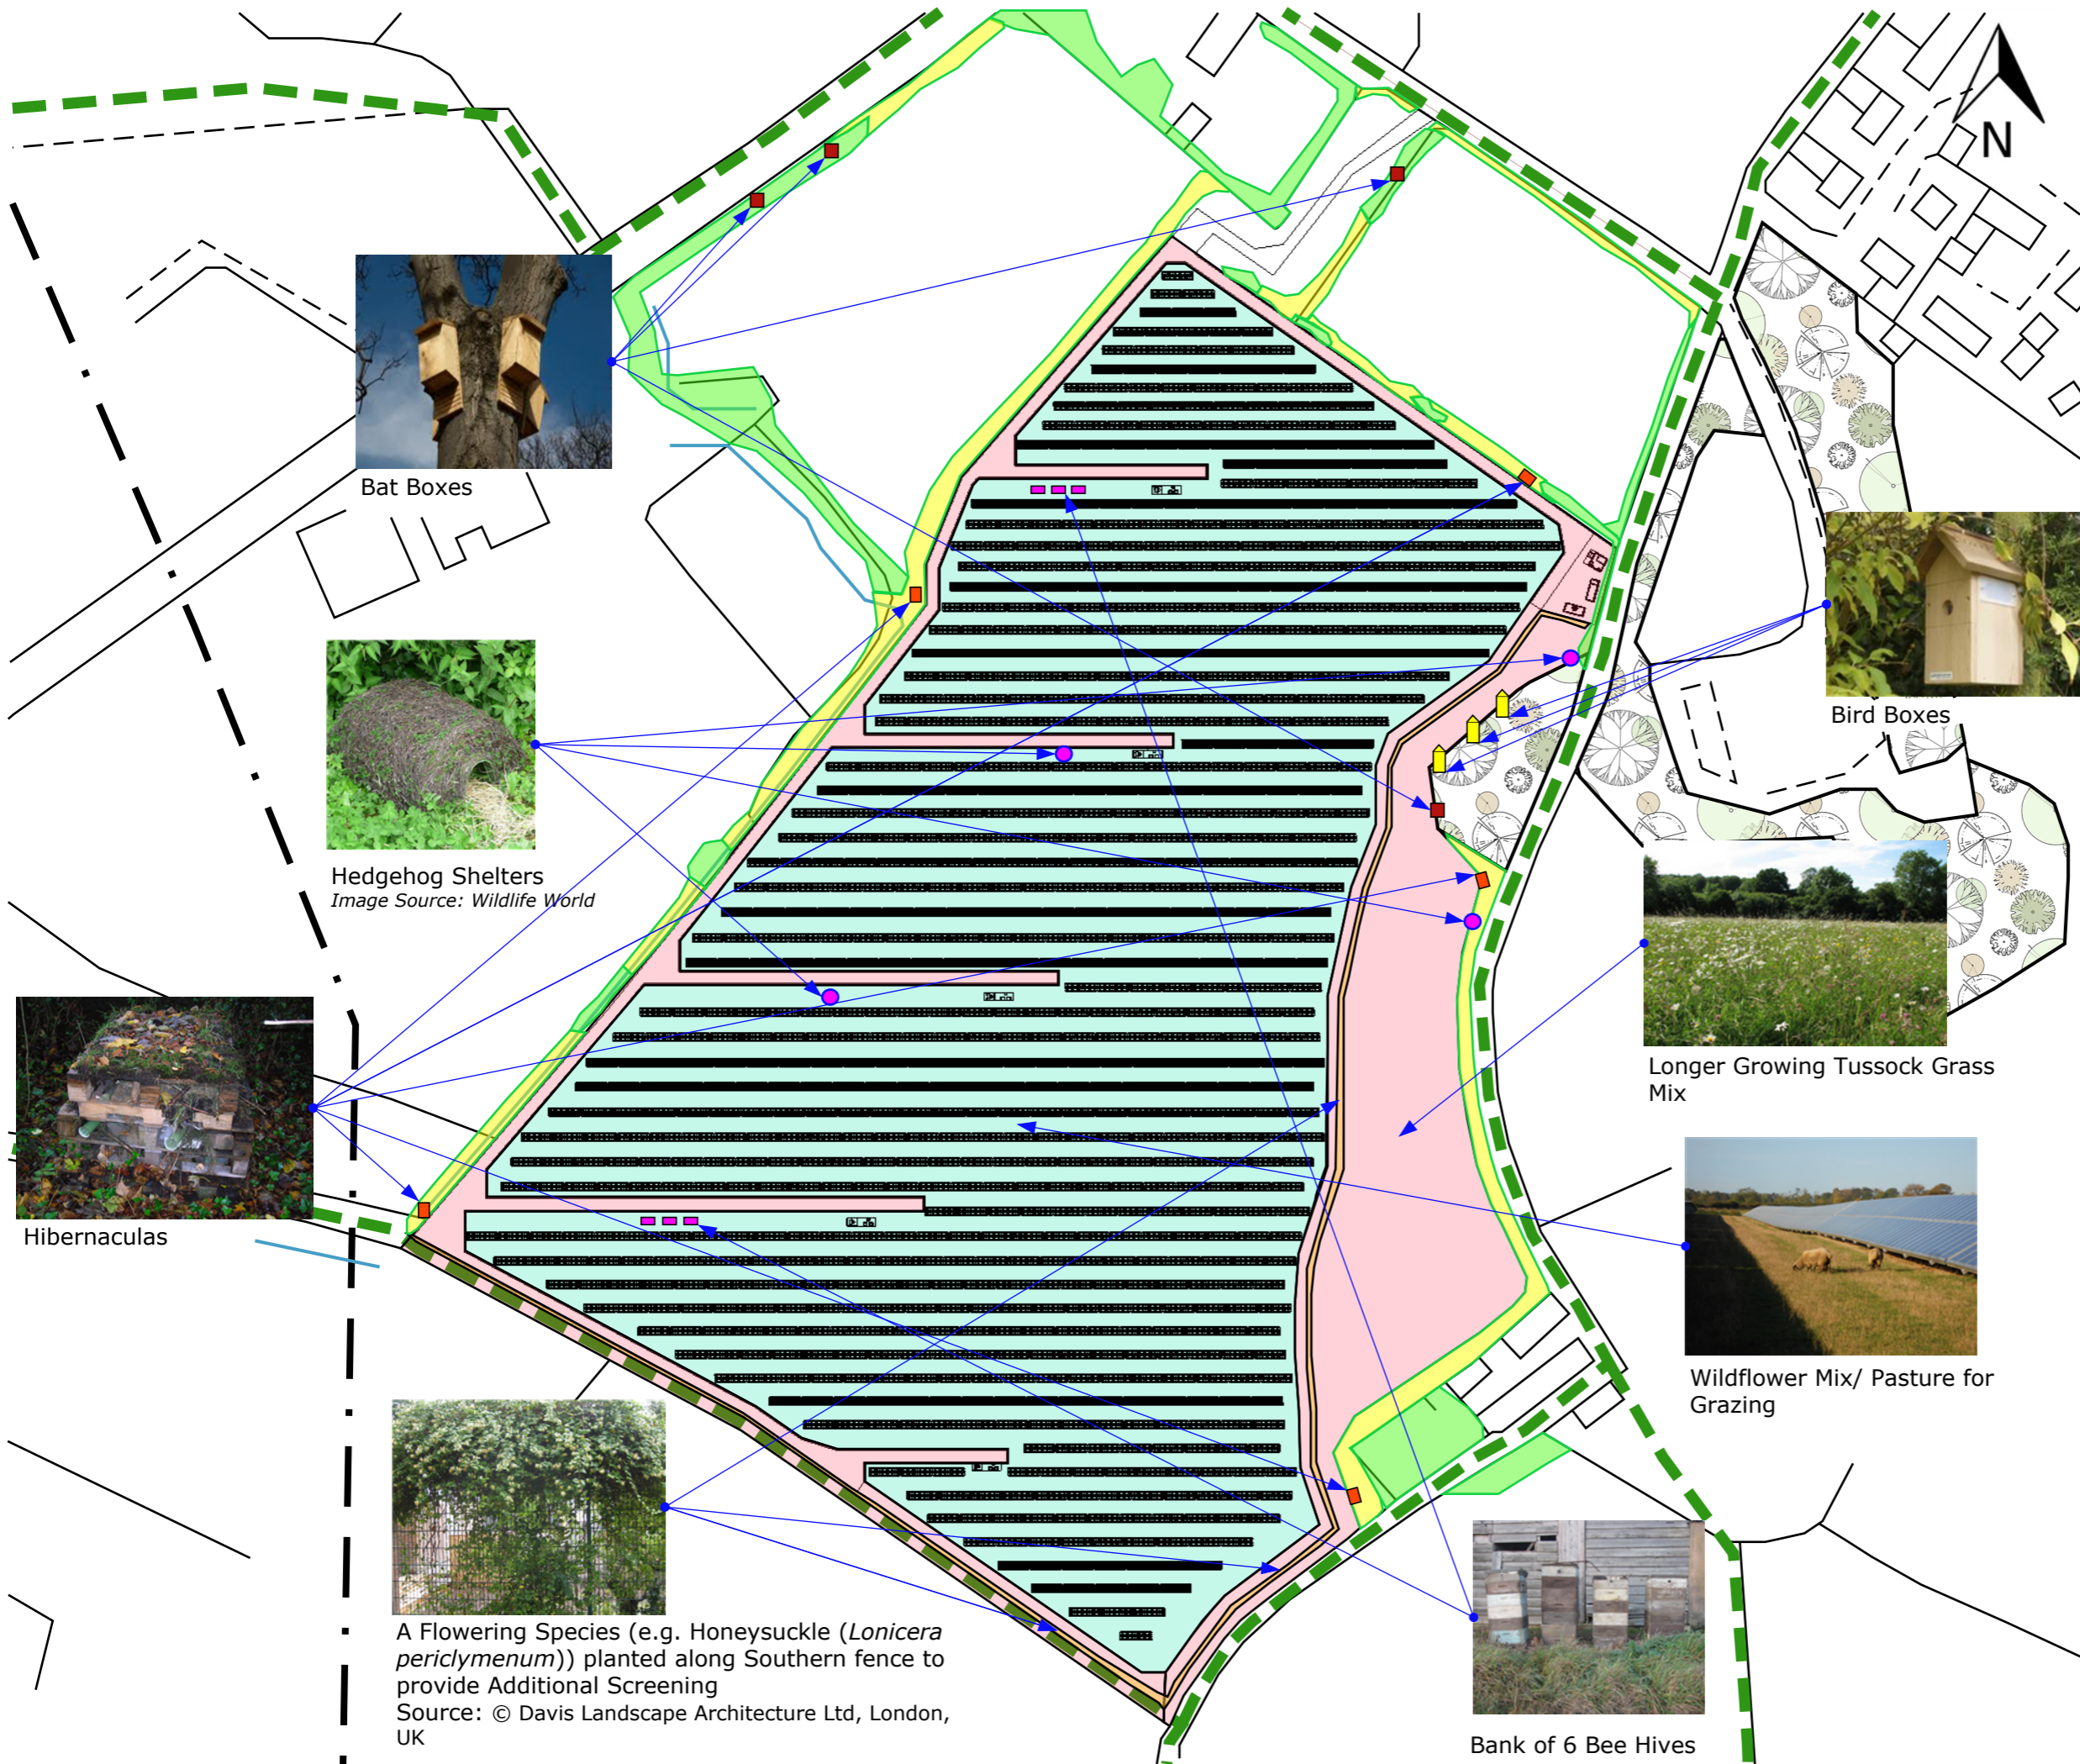 N
Bat Boxes
Bird Boxes
Hedgehog Shelters
Image Source: Wildlife World
Longer Growing Tussock Grass
Mix
Hibernaculas
Wildflower Mix/ Pasture for
Grazing
A Flowering Species (e.g. Honeysuckle (Lonicera
periclymenum)) planted along Southern fence to
provide Additional Screening
Source: © Davis Landscape Architecture Ltd, London,
UK
Bank of 6 Bee Hives